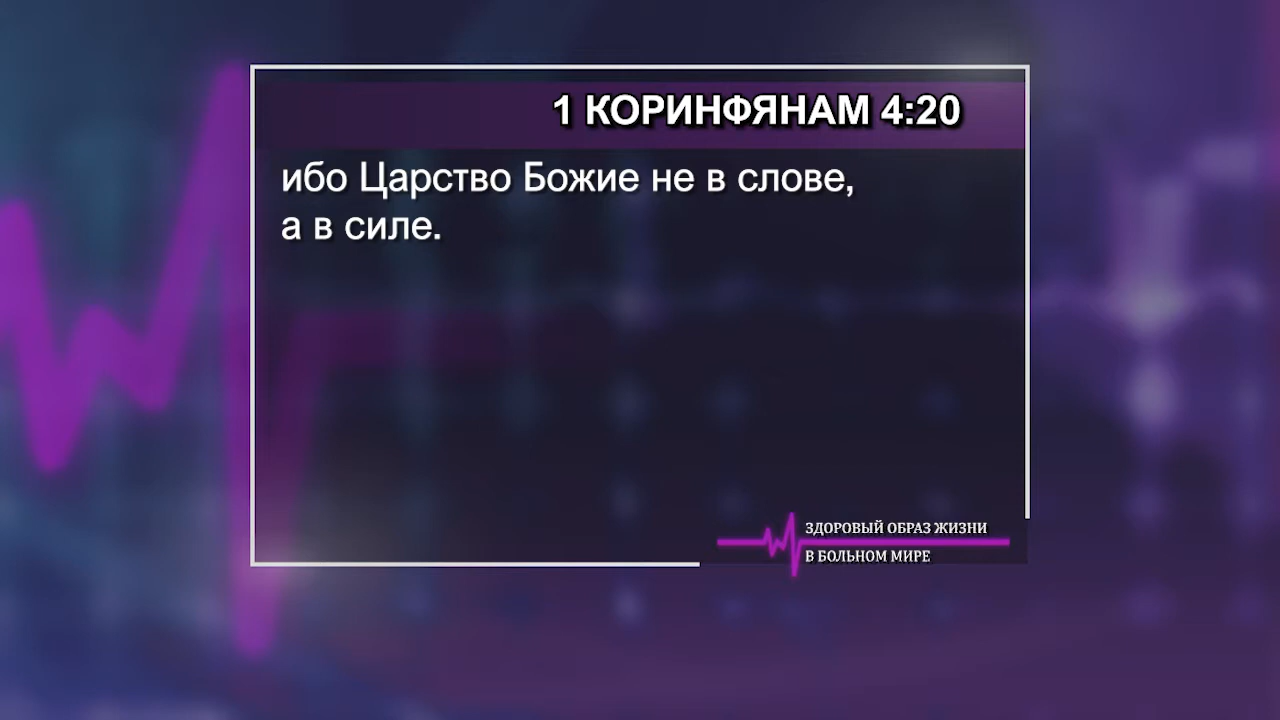 1 КОРИНФЯНАМ 4:20
ибо Царство Божие не в слове,
а в силе.
ЗДОРОВЫЙ ОБРАЗ ЖИЗНИ
В БОЛЬНОМ МИРЕ